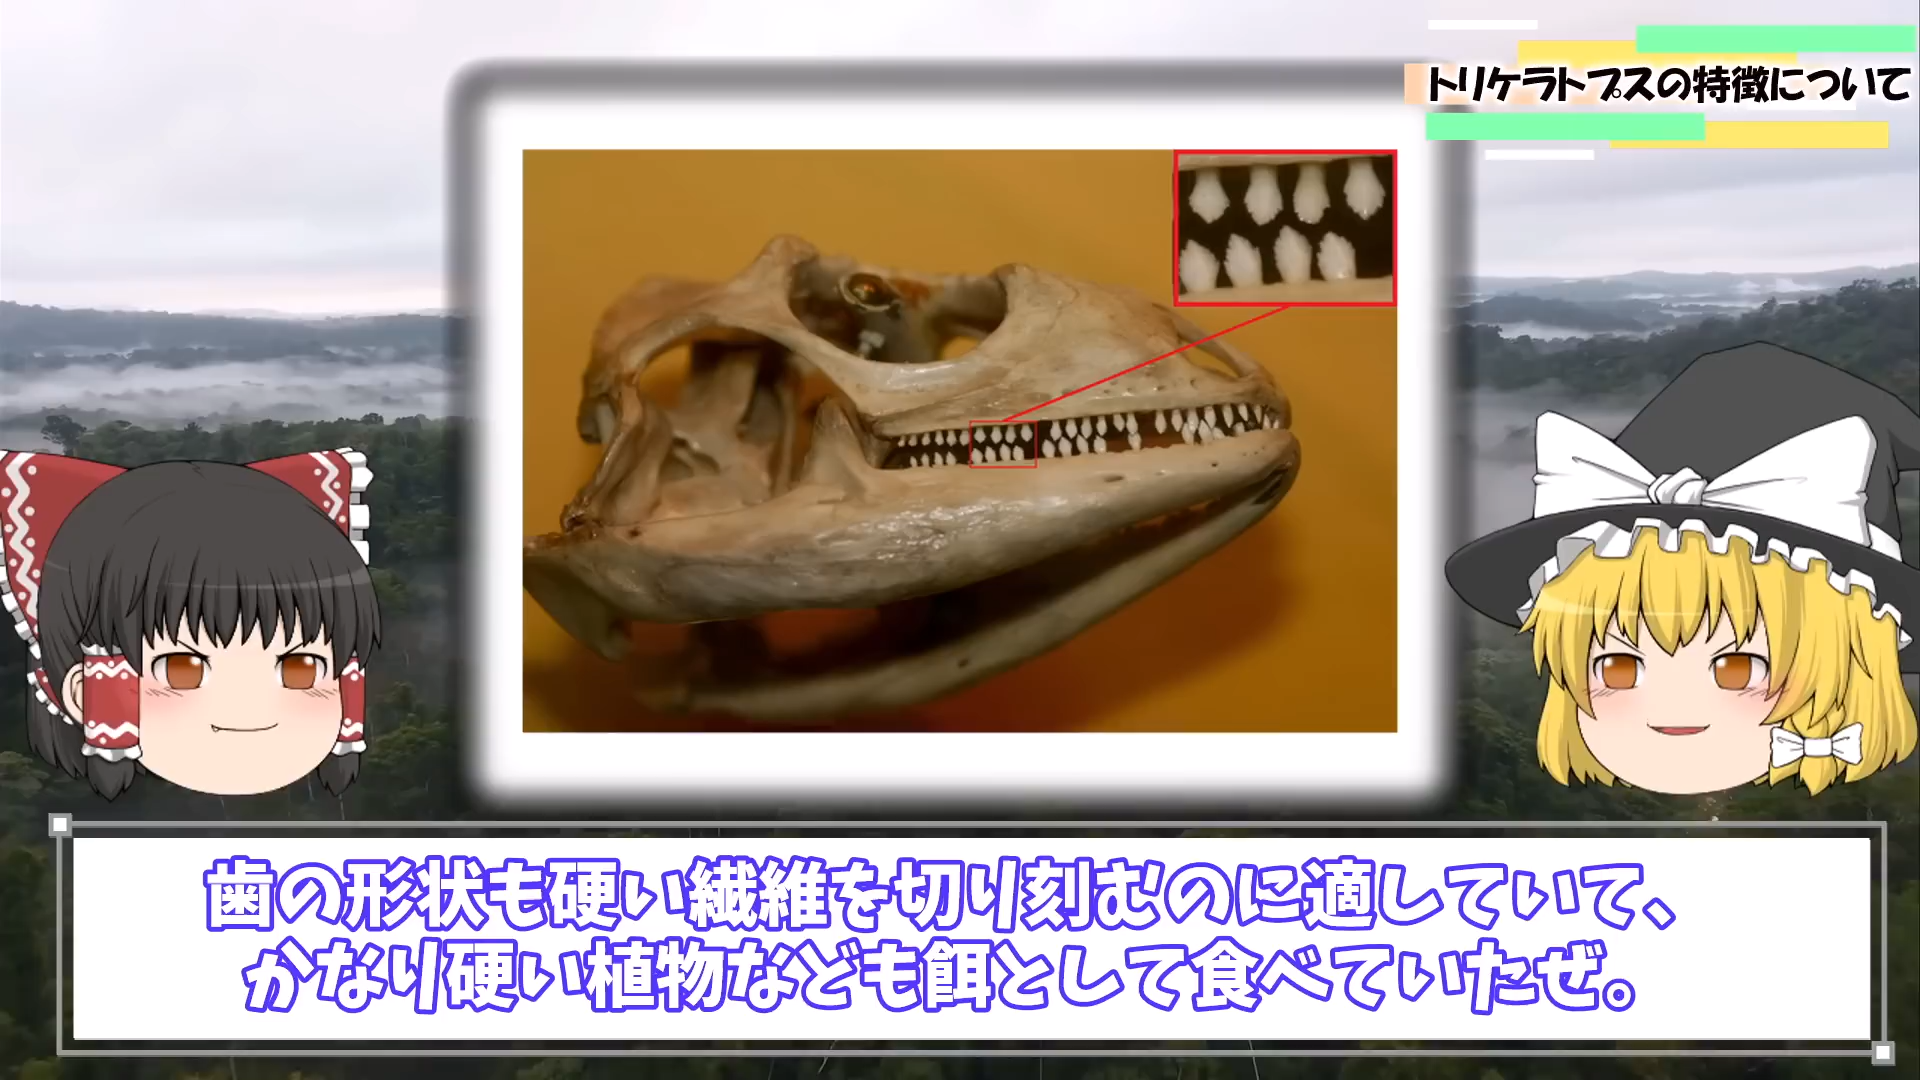 トリケラトプスの特徴について
歯の形状も硬い繊維を切り刻むのに適していて、
かなり硬い植物なども餌として食べていたぜ。